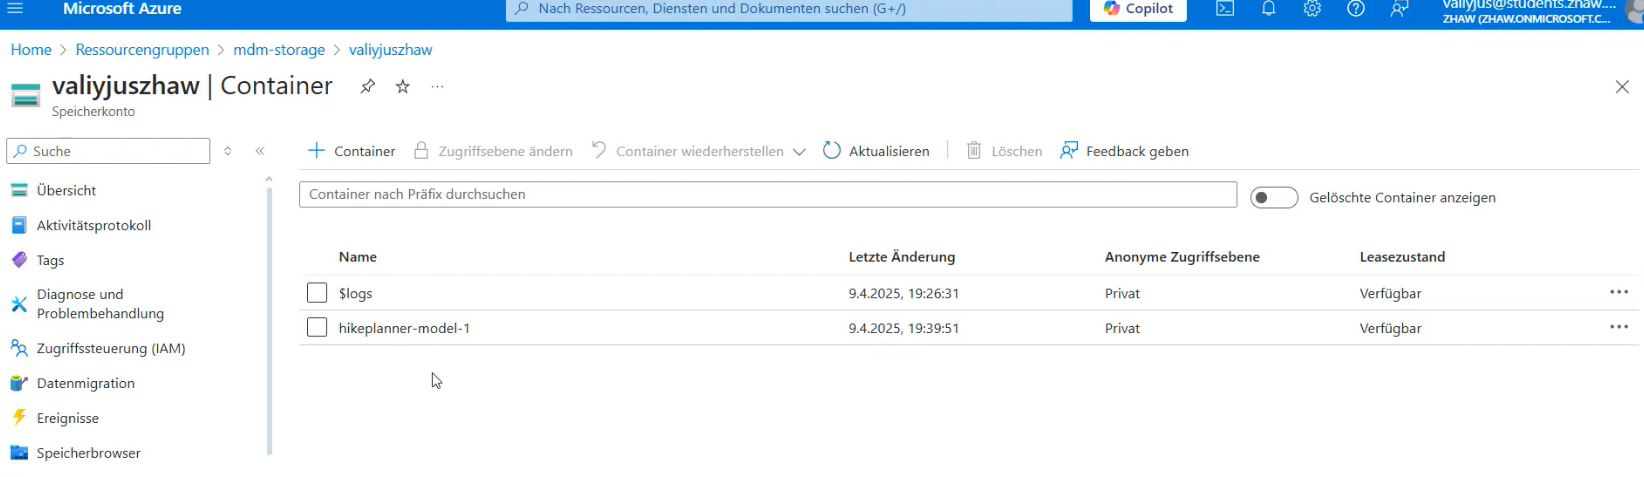 Microsoft Azure
Nach Ressourcen, Diensten und Dokumenten suchen (G+/)
Copilot
valiyjus@students.zhaw....
ZHAW (ZHAW.ONMICROSOFT.C...
Home > Ressourcengruppen > mdm-storage > valiyjuszhaw
valiyjuszhaw | Container
Speicherkonto
Suche
Container
Zugriffsebene ändern
Container wiederherstellen
Aktualisieren
Löschen
Feedback geben
Übersicht
Aktivitätsprotokoll
Tags
Diagnose und
Problembehandlung
Zugriffssteuerung (IAM)
Datenmigration
Ereignisse
Speicherbrowser
Container nach Präfix durchsuchen
Gelöschte Container anzeigen
Name Letzte Änderung Anonyme Zugriffsebene Leasezustand
$logs 9.4.2025, 19:26:31 Privat Verfügbar
hikeplanner-model-1 9.4.2025, 19:39:51 Privat Verfügbar